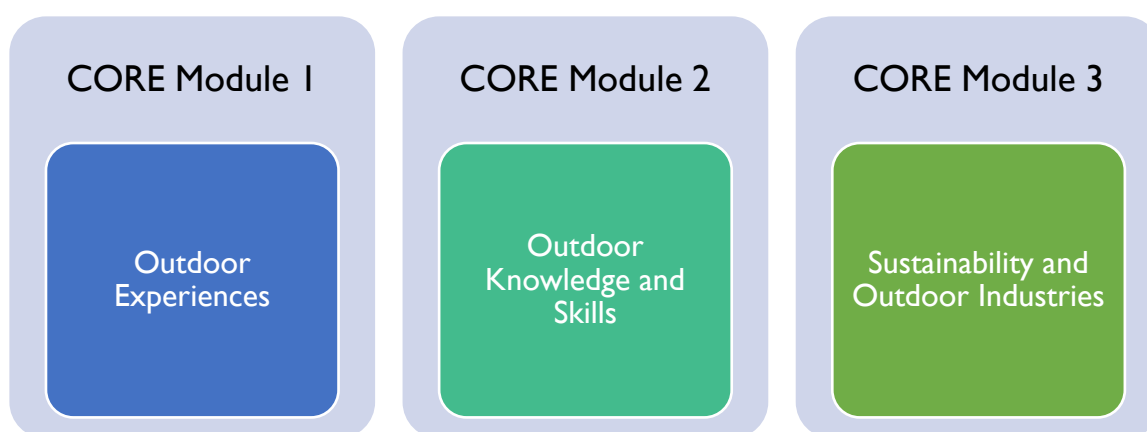 CORE Module 1
Outdoor
Experiences
CORE Module 2
Outdoor
Knowledge and
Skills
CORE Module 3
Sustainability and
Outdoor Industries